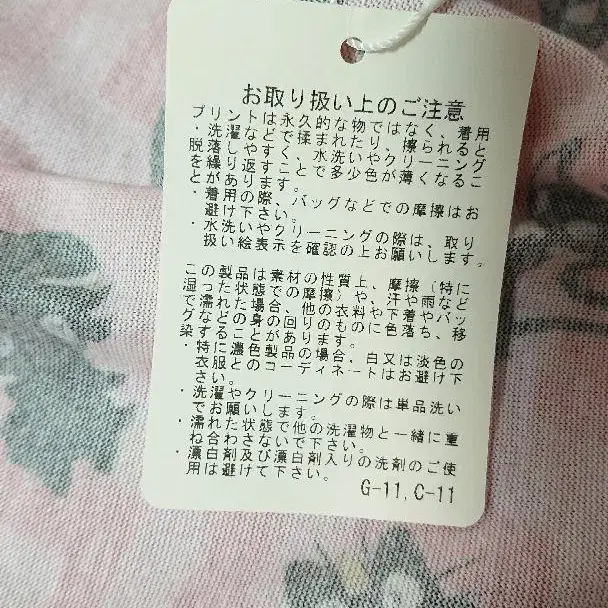 お取り扱い上のご注意
プリントは永久的な物ではなく、着用
・洗濯などで揉まれたり、擦られると
脱落しやすく、水洗いやクリーニング
を繰り返すことで多少色が薄くなるこ
とがあります。
・着用の際、バッグなどでの摩擦はお
避け下さい。
・水洗いやクリーニングの際は、取り
扱い絵表示を確認の上お願いします。
この製品は素材の性質上、摩擦（特に
湿った状態での摩擦）や、汗や雨など
で濡れた場合、他の衣料や下着やバッ
グなどの身の回りのものに色落ち、移
染することがあります。
・特に濃色製品の場合、白又は淡色の
衣服とのコーディネートはお避け下
さい。
・洗濯やクリーニングの際は単品洗い
でお願いします。
・濡れた状態で他の洗濯物と一緒に重
ね合わさないで下さい。
・漂白剤及び漂白剤入りの洗剤のご使
用は避けて下さい。
G-11,C-11